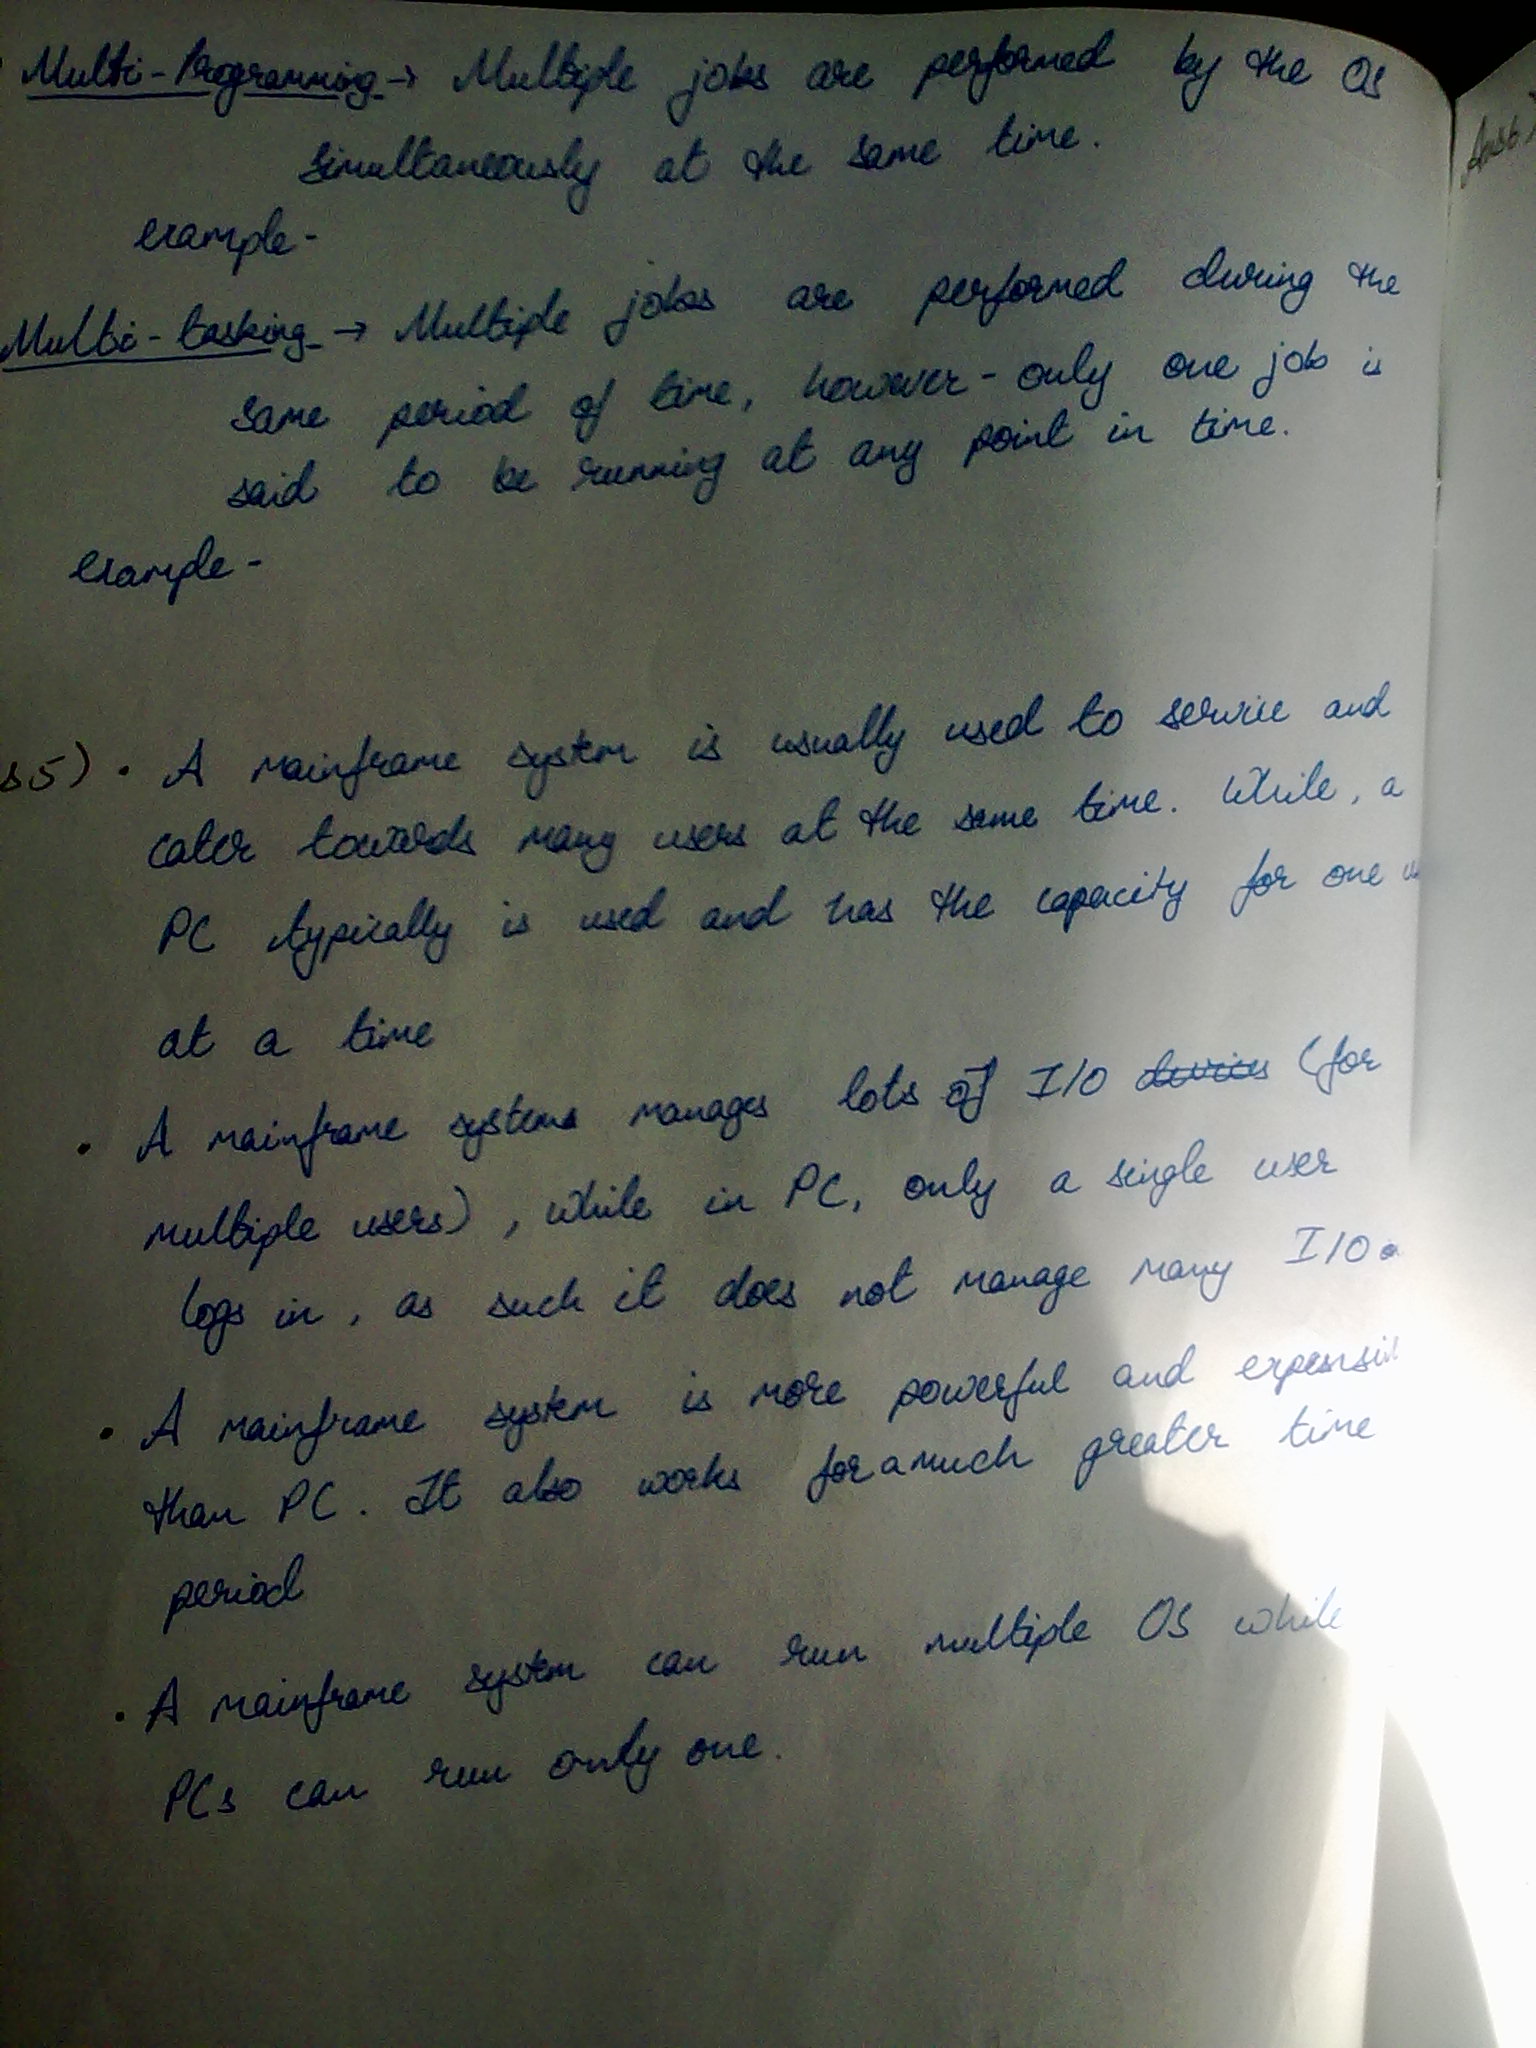 Multi-Programming → Multiple jobs are performed by the OS
simultaneously at the same time.
example-
Multi-tasking → Multiple jobs are performed during the
same period of time, however - only one job is
said to be running at any point in time.
example-
s5) • A mainframe system is usually used to service and
cater towards many users at the same time. While, a
PC typically is used and has the capacity for one
at a time
• A mainframe systems manages lots of I/O devices (for
multiple users), while in PC, only a single user
logs in, as such it does not manage many I/O
• A mainframe system is more powerful and expensi
than PC. It also works for a much greater time
period
• A mainframe system can run multiple OS while
PCs can run only one.